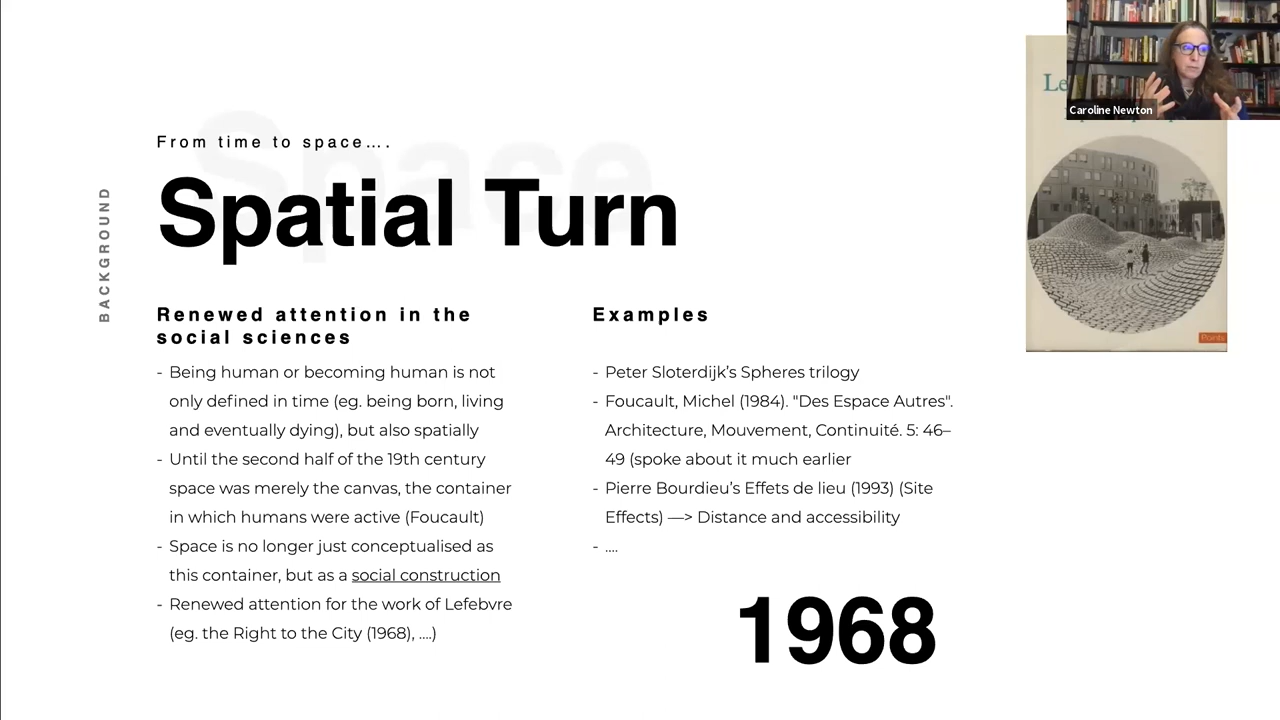 From time to space....
Space
Spatial Turn
BACKGROUND
Renewed attention in the
social sciences
- Being human or becoming human is not
only defined in time (eg. being born, living
and eventually dying), but also spatially
- Until the second half of the 19th century
space was merely the canvas, the container
in which humans were active (Foucault)
- Space is no longer just conceptualised as
this container, but as a social construction
- Renewed attention for the work of Lefebvre
(eg. the Right to the City (1968), ....)
Examples
- Peter Sloterdijk’s Spheres trilogy
- Foucault, Michel (1984). "Des Espace Autres".
Architecture, Mouvement, Continuité. 5: 46–
49 (spoke about it much earlier
- Pierre Bourdieu’s Effets de lieu (1993) (Site
Effects) —> Distance and accessibility
- ....
1968
Le
Points
Caroline Newton